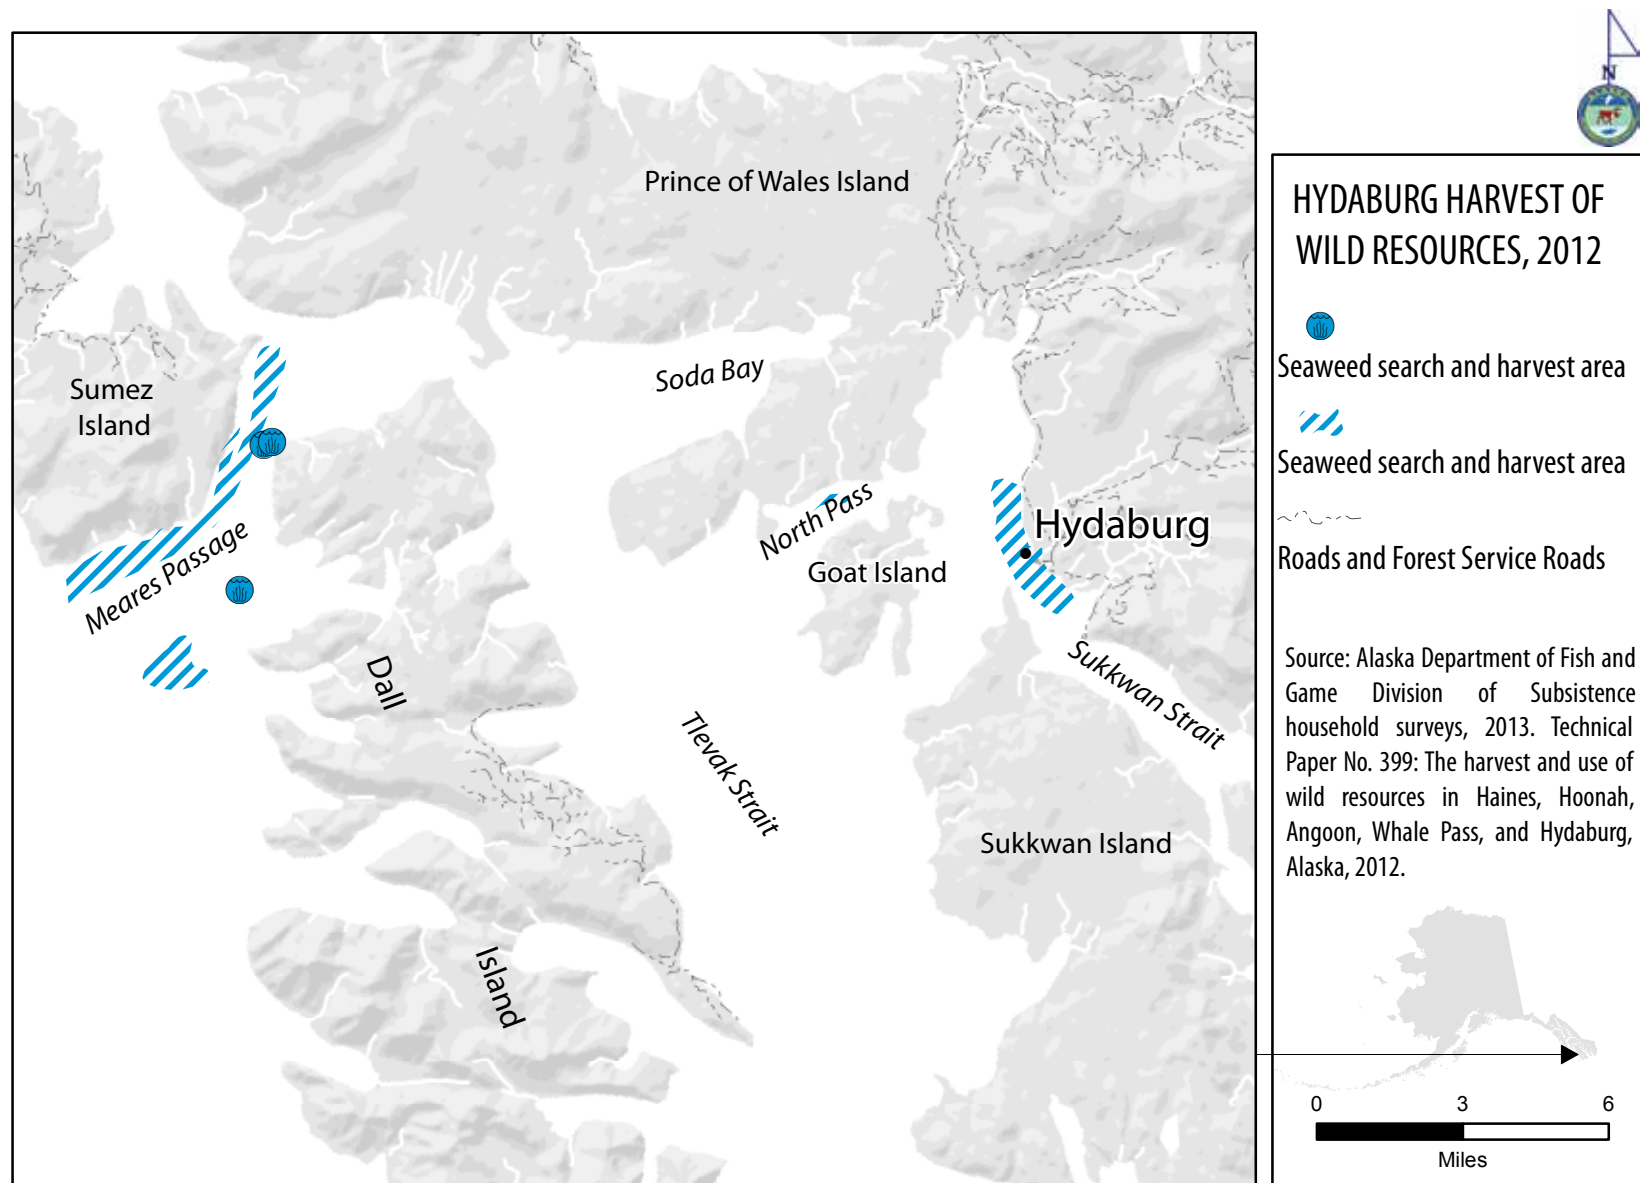 N
Prince of Wales Island
Soda Bay
Sumez
Island
Meares Passage
North Pass
Goat Island
Hydaburg
Dall
Island
Tlevak Strait
Sukkwan Strait
Sukkwan Island
HYDABURG HARVEST OF
WILD RESOURCES, 2012
Seaweed search and harvest area
Seaweed search and harvest area
Roads and Forest Service Roads
Source: Alaska Department of Fish and
Game Division of Subsistence
household surveys, 2013. Technical
Paper No. 399: The harvest and use of
wild resources in Haines, Hoonah,
Angoon, Whale Pass, and Hydaburg,
Alaska, 2012.
0 3 6
Miles